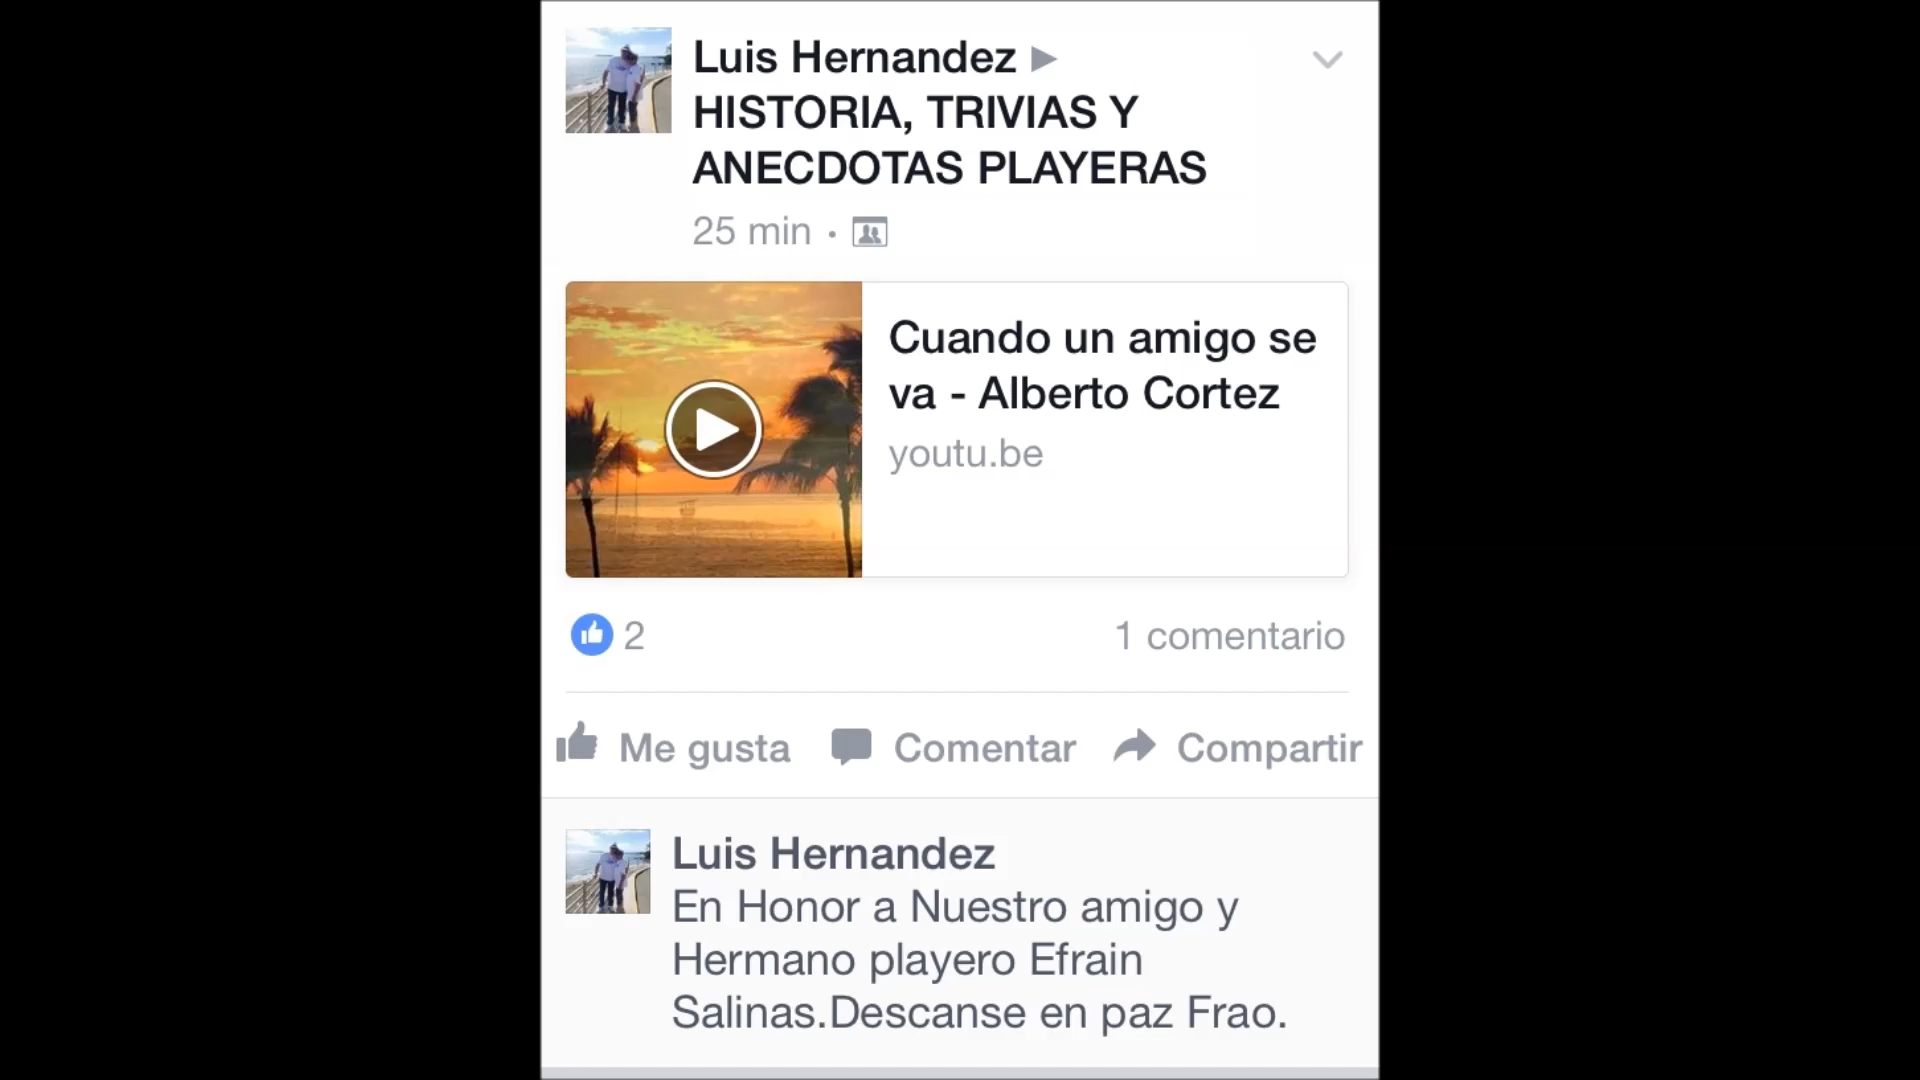 Luis Hernandez
HISTORIA, TRIVIAS Y
ANECDOTAS PLAYERAS
25 min ·
Cuando un amigo se
va - Alberto Cortez
youtu.be
2
1 comentario
Me gusta Comentar Compartir
Luis Hernandez
En Honor a Nuestro amigo y
Hermano playero Efrain
Salinas.Descanse en paz Frao.